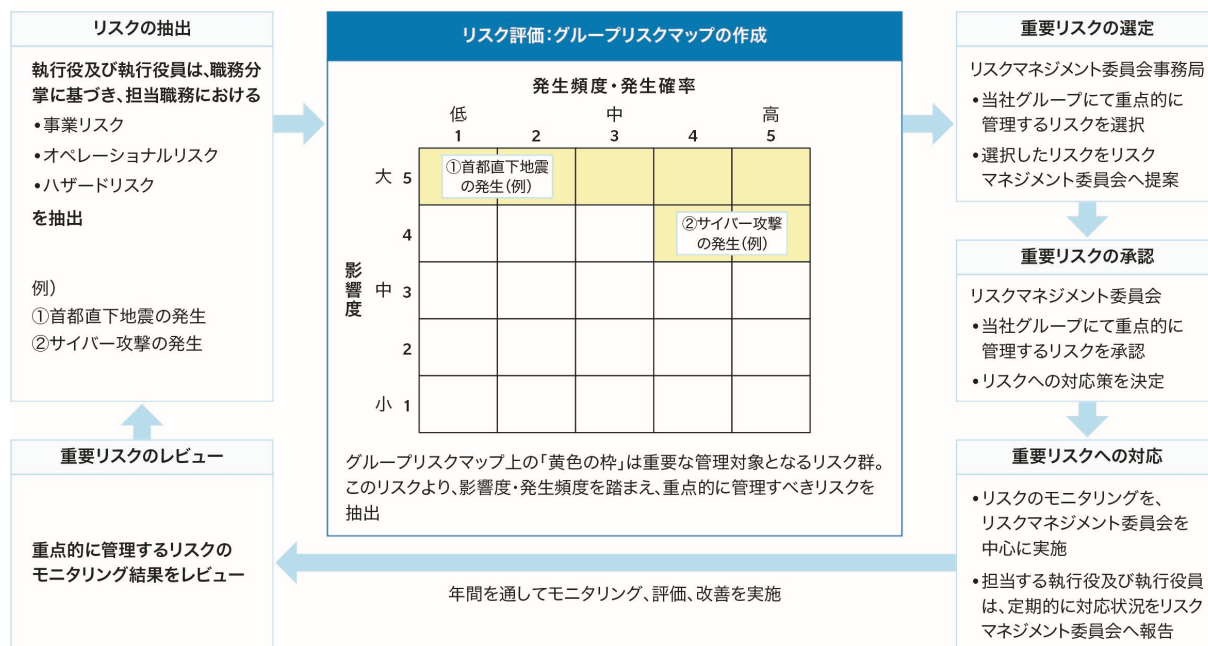 リスクの抽出
執行役及び執行役員は、職務分
掌に基づき、担当職務における
•事業リスク
•オペレーショナルリスク
•ハザードリスク
を抽出
例）
①首都直下地震の発生
②サイバー攻撃の発生
リスク評価：グループリスクマップの作成
発生頻度・発生確率
低 中 高
1 2 3 4 5
大 5
①首都直下地震
の発生（例）
4
②サイバー攻撃
の発生（例）
影響度
中 3
2
小 1
グループリスクマップ上の「黄色の枠」は重要な管理対象となるリスク群。
このリスクより、影響度・発生頻度を踏まえ、重点的に管理すべきリスクを
抽出
重要リスクの選定
リスクマネジメント委員会事務局
•当社グループにて重点的に
管理するリスクを選択
•選択したリスクをリスク
マネジメント委員会へ提案
重要リスクの承認
リスクマネジメント委員会
•当社グループにて重点的に
管理するリスクを承認
•リスクへの対応策を決定
重要リスクへの対応
•リスクのモニタリングを、
リスクマネジメント委員会を
中心に実施
•担当する執行役及び執行役員
は、定期的に対応状況をリスク
マネジメント委員会へ報告
年間を通してモニタリング、評価、改善を実施
重要リスクのレビュー
重点的に管理するリスクの
モニタリング結果をレビュー